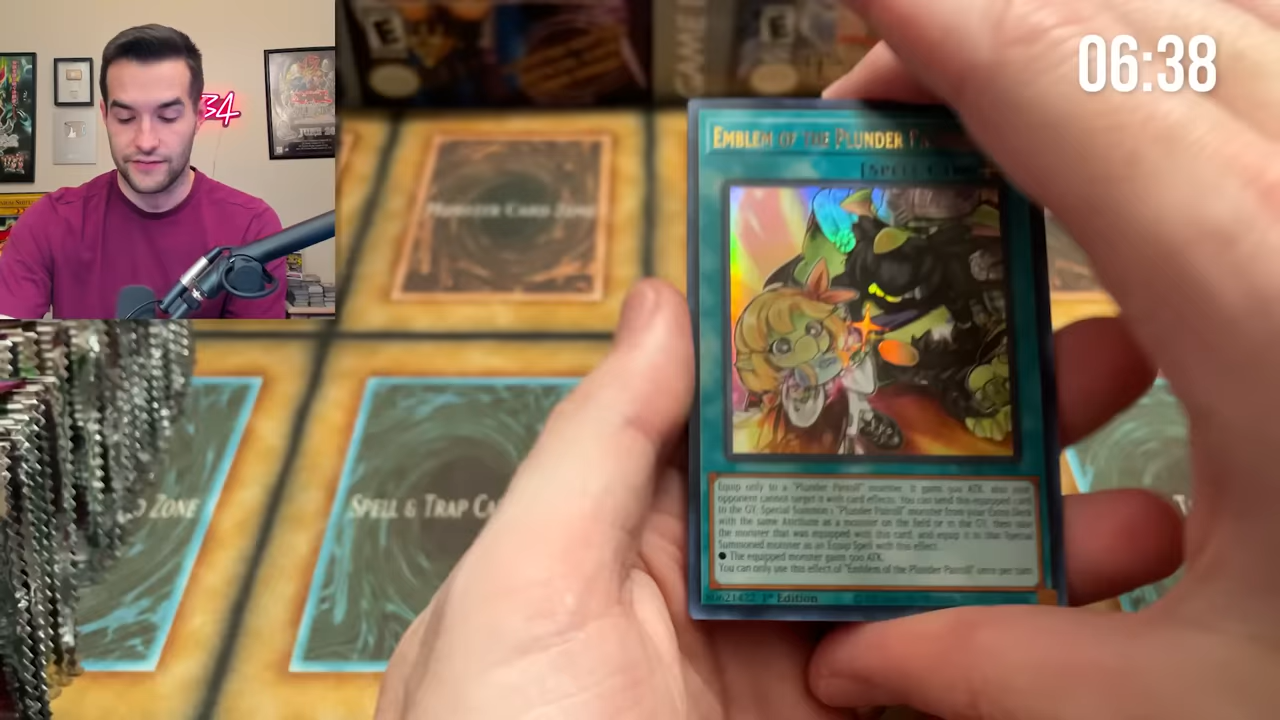 06:38
34
JUNE
GAME B
E
E
MONSTER CARD ZONE
EMBLEM OF THE PLUNDER
[SPELL CARD
Equip only to a "Plunder Patroll" monster. It gains 500 ATK, also your
opponent cannot target it with card effects. You can send this equipped card
to the GY; Special Summon 1 "Plunder Patroll" monster from your Extra Deck
with the same Attribute as a monster on the field or in the GY, then take
the monster that was equipped with this card, and equip it to that Special
Summoned monster as an Equip Spell with this effect.
● The equipped monster gains 500 ATK.
You can only use this effect of "Emblem of the Plunder Patroll" once per turn
1st Edition
D ZONE
SPELL & TRAP CA